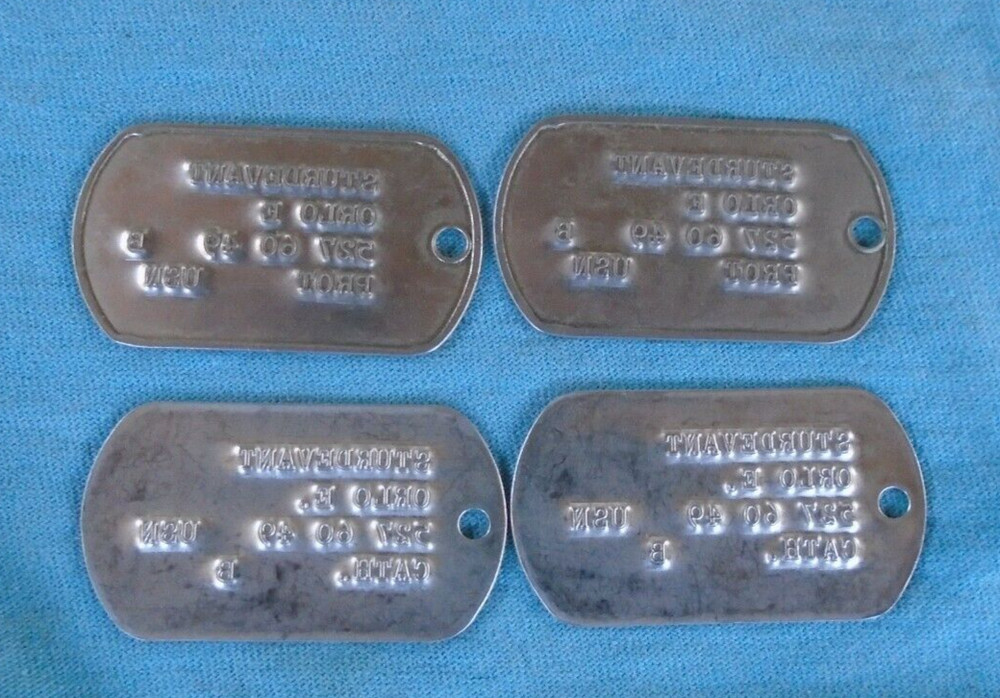 STURDEVANT
ORLO E
527 60 49 B
PROT USN
STURDEVANT
ORLO E
527 60 49 B
PROT USN
STURDEVANT
ORLO E.
527 60 49 USN
CATH. B
STURDEVANT
ORLO E.
527 60 49 USN
CATH. B